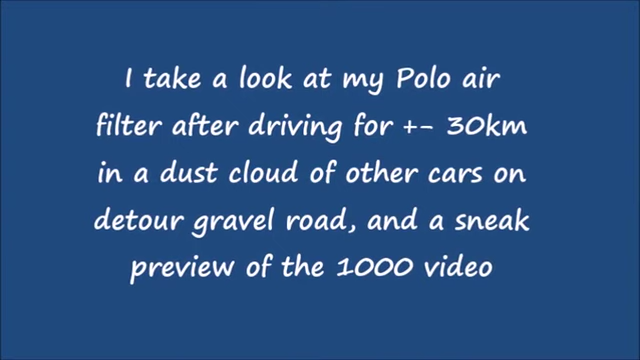 I take a look at my Polo air
filter after driving for +- 30km
in a dust cloud of other cars on
detour gravel road, and a sneak
preview of the 1000 video